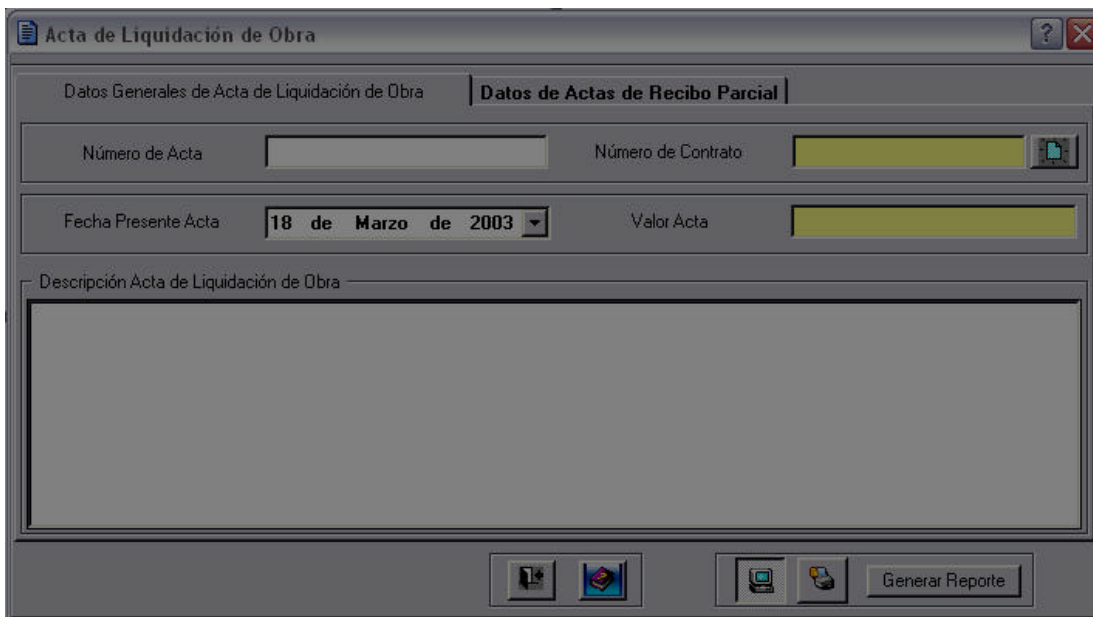 Acta de Liquidación de Obra
Datos Generales de Acta de Liquidación de Obra Datos de Actas de Recibo Parcial
Número de Acta Número de Contrato
Fecha Presente Acta 18 de Marzo de 2003 Valor Acta
Descripción Acta de Liquidación de Obra
Generar Reporte